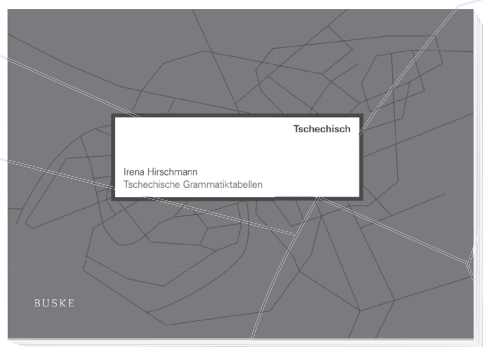 Tschechisch
Irena Hirschmann
Tschechische Grammatiktabellen
BUSKE